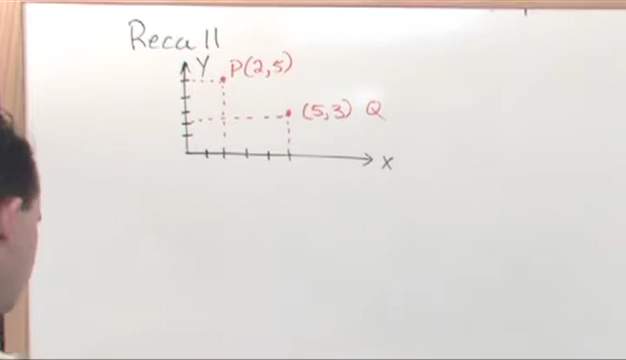 Recall
Y P(2,5)
(5,3) Q
X